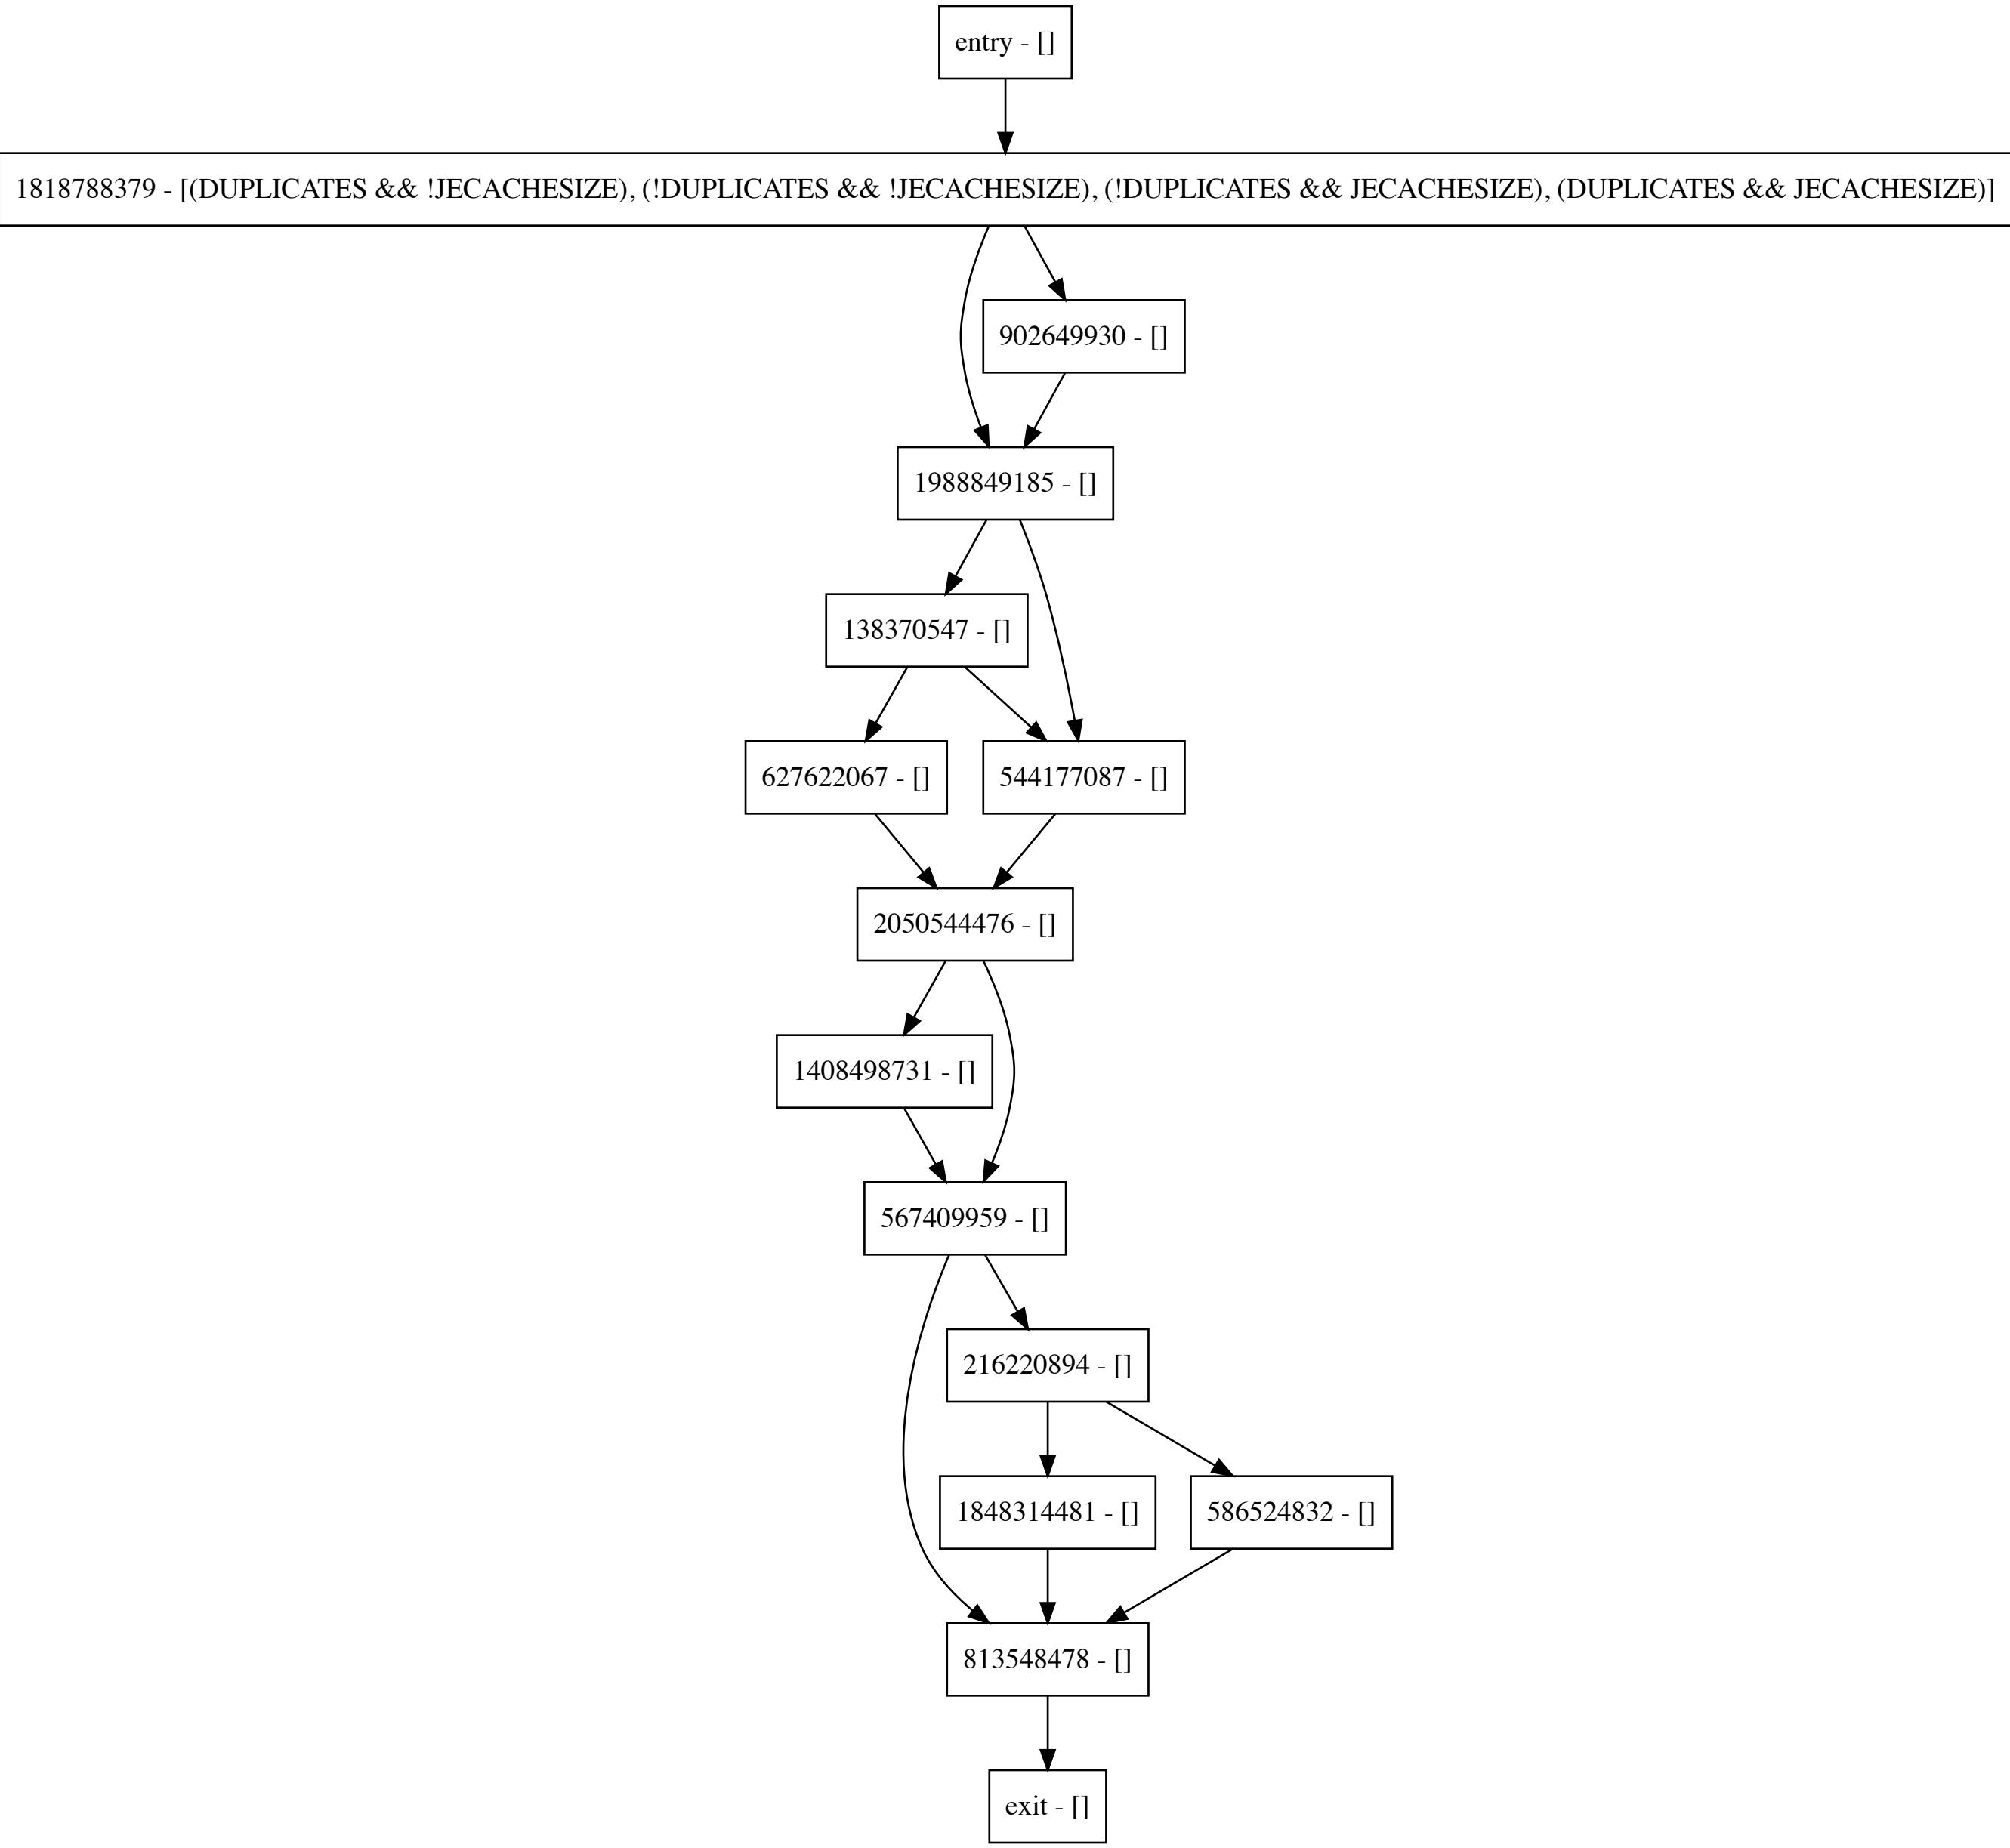 entry - []
1818788379 - [(DUPLICATES && !JECACHESIZE), (!DUPLICATES && !JECACHESIZE), (!DUPLICATES && JECACHESIZE), (DUPLICATES && JECACHESIZE)]
902649930 - []
1988849185 - []
138370547 - []
627622067 - []
544177087 - []
2050544476 - []
1408498731 - []
567409959 - []
216220894 - []
1848314481 - []
586524832 - []
813548478 - []
exit - []